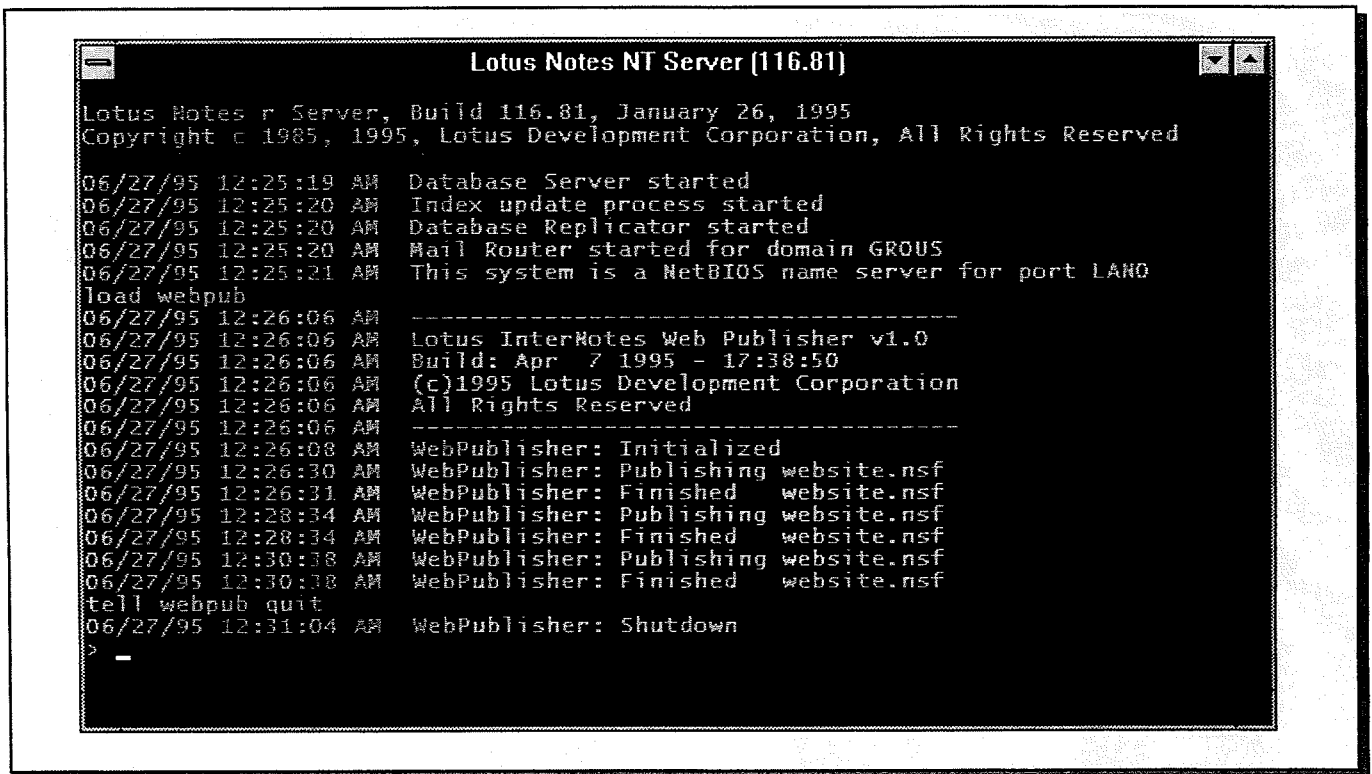 Lotus Notes NT Server (116.81)
Lotus Notes r Server, Build 116.81, January 26, 1995
Copyright c 1985, 1995, Lotus Development Corporation, All Rights Reserved
06/27/95 12:25:19 AM Database Server started
06/27/95 12:25:20 AM Index update process started
06/27/95 12:25:20 AM Database Replicator started
06/27/95 12:25:20 AM Mail Router started for domain GROUS
06/27/95 12:25:21 AM This system is a NetBIOS name server for port LAN0
load webpub
06/27/95 12:26:06 AM -------------------------------------
06/27/95 12:26:06 AM Lotus InterNotes Web Publisher v1.0
06/27/95 12:26:06 AM Build: Apr 7 1995 - 17:38:50
06/27/95 12:26:06 AM (c)1995 Lotus Development Corporation
06/27/95 12:26:06 AM All Rights Reserved
06/27/95 12:26:06 AM -------------------------------------
06/27/95 12:26:08 AM WebPublisher: Initialized
06/27/95 12:26:30 AM WebPublisher: Publishing website.nsf
06/27/95 12:26:31 AM WebPublisher: Finished website.nsf
06/27/95 12:28:34 AM WebPublisher: Publishing website.nsf
06/27/95 12:28:34 AM WebPublisher: Finished website.nsf
06/27/95 12:30:38 AM WebPublisher: Publishing website.nsf
06/27/95 12:30:38 AM WebPublisher: Finished website.nsf
tell webpub quit
06/27/95 12:31:04 AM WebPublisher: Shutdown
> _